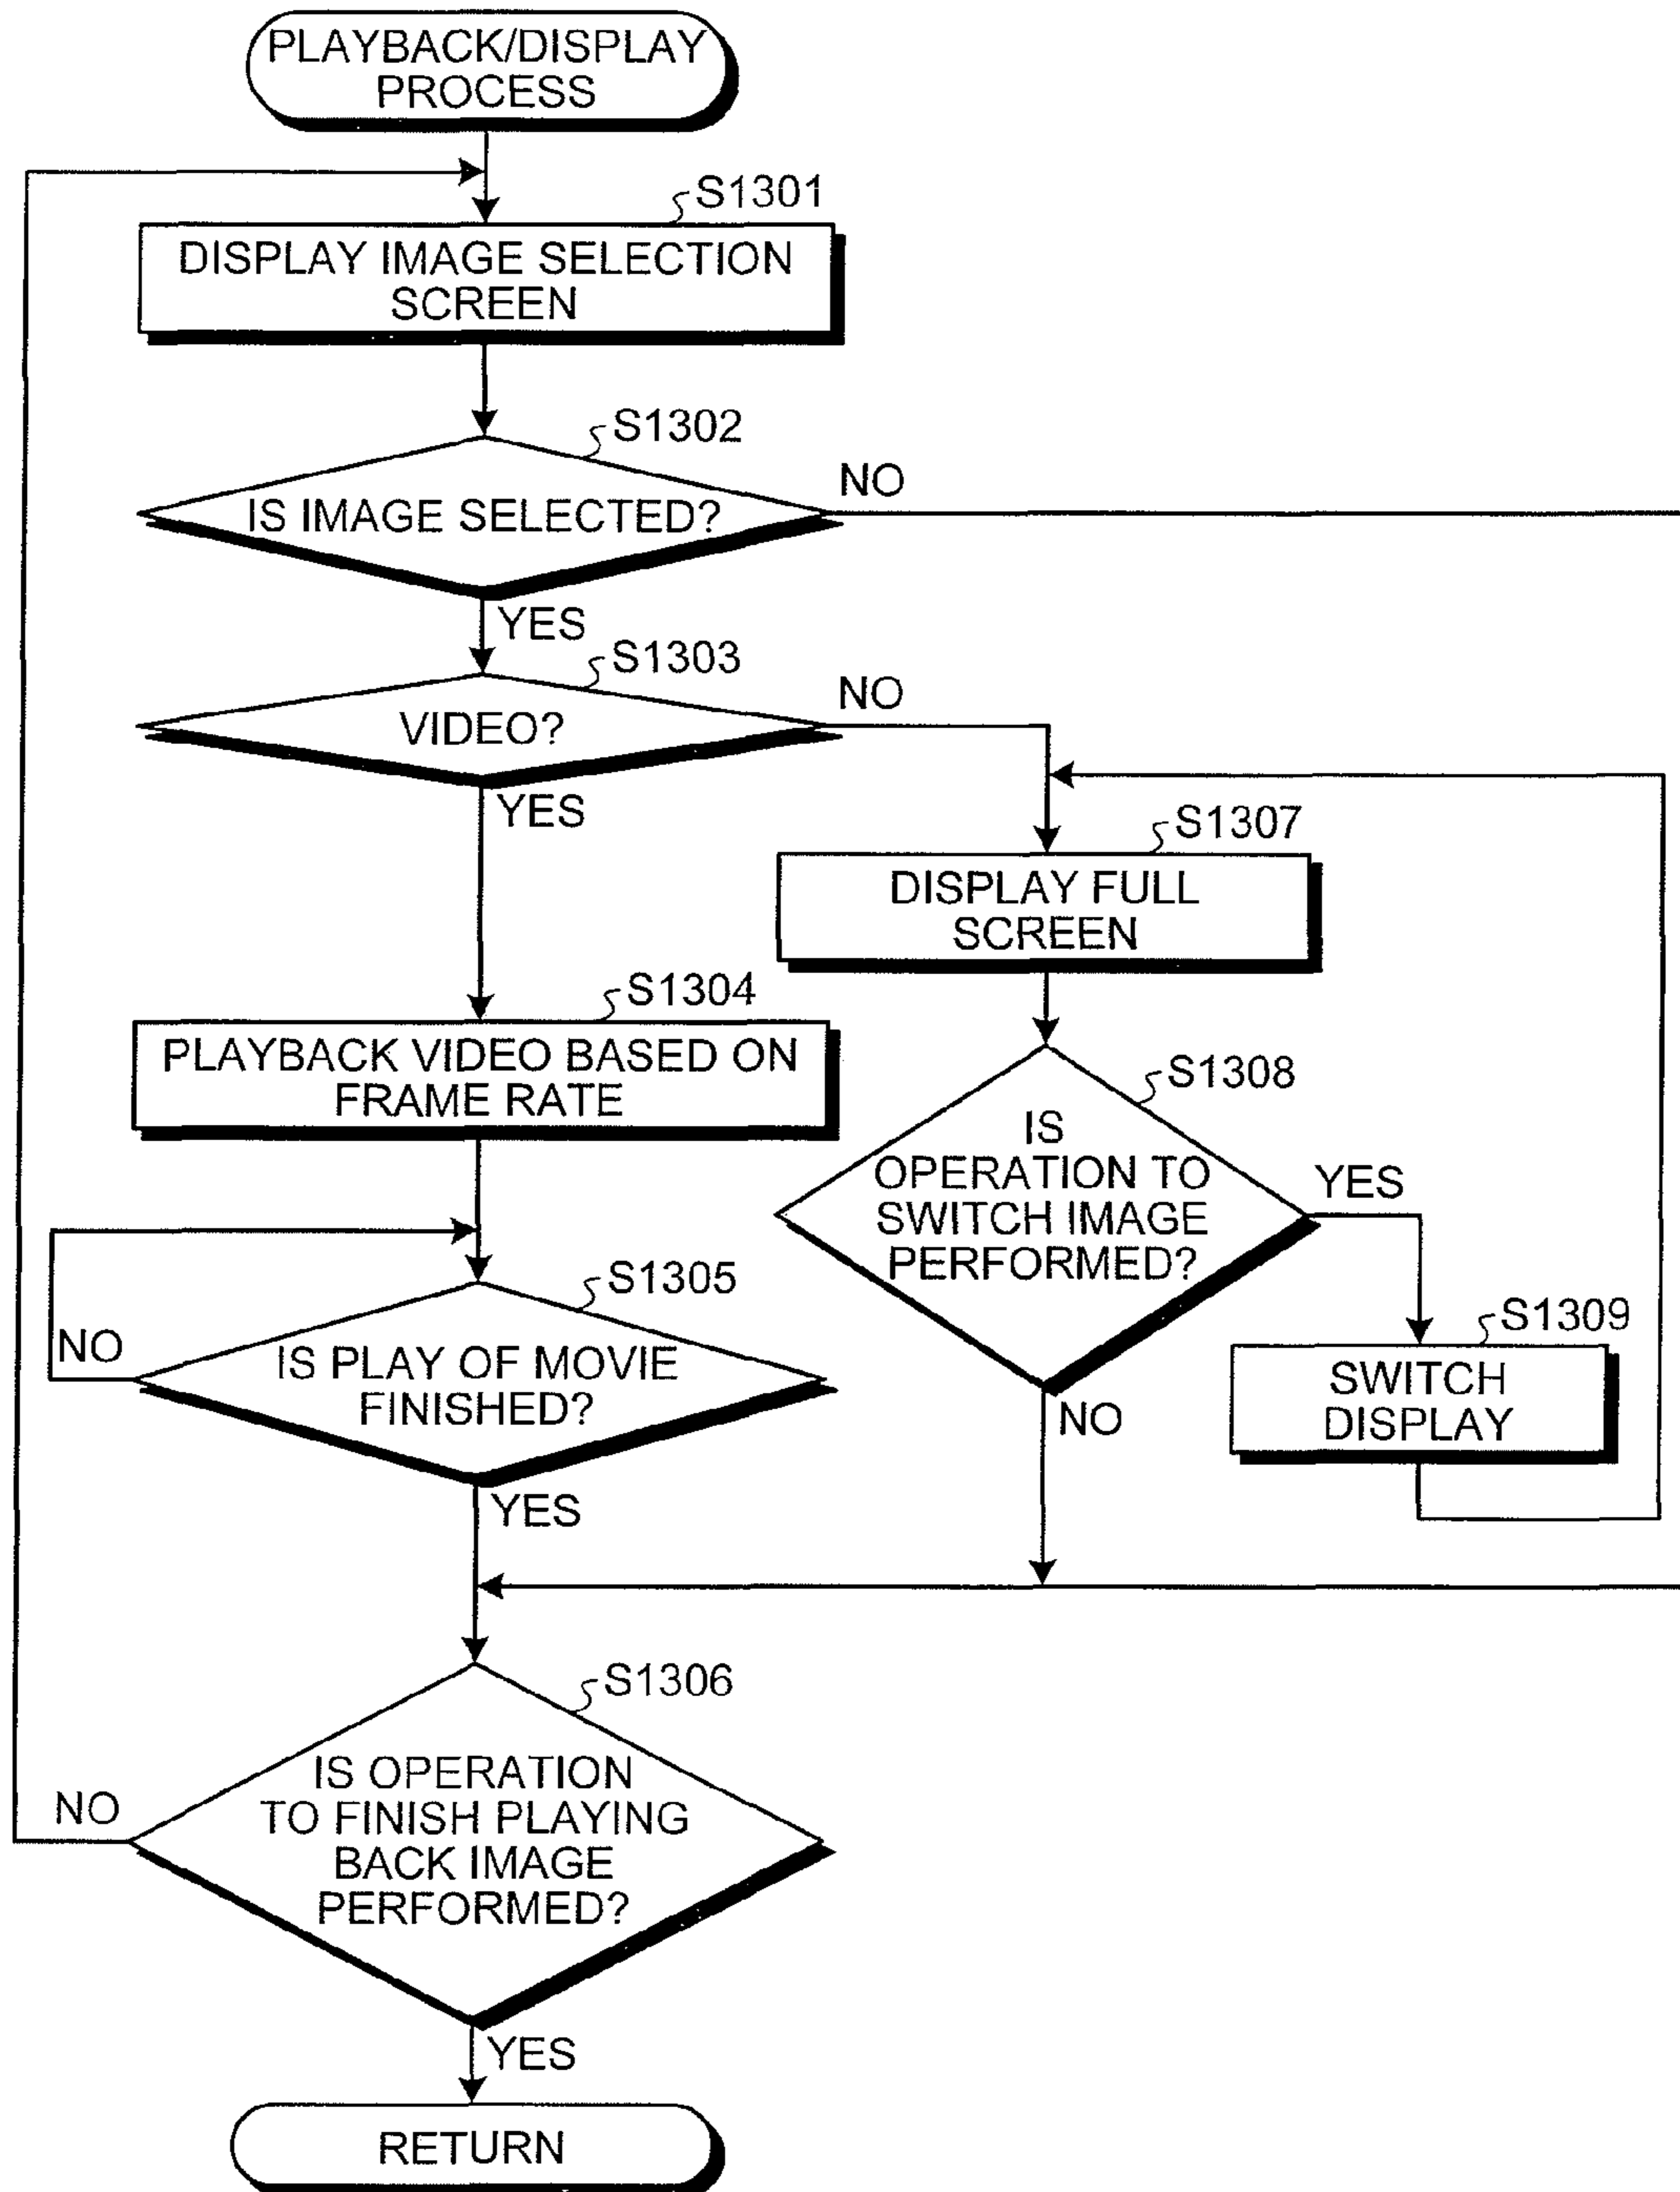 PLAYBACK/DISPLAY
PROCESS
S1301
DISPLAY IMAGE SELECTION
SCREEN
S1302
IS IMAGE SELECTED?
NO
YES
S1303
VIDEO?
NO
YES
S1307
DISPLAY FULL
SCREEN
S1304
PLAYBACK VIDEO BASED ON
FRAME RATE
S1308
IS
OPERATION TO
SWITCH IMAGE
PERFORMED?
YES
NO
S1305
IS PLAY OF MOVIE
FINISHED?
NO
YES
S1309
SWITCH
DISPLAY
S1306
IS OPERATION
TO FINISH PLAYING
BACK IMAGE
PERFORMED?
NO
YES
RETURN